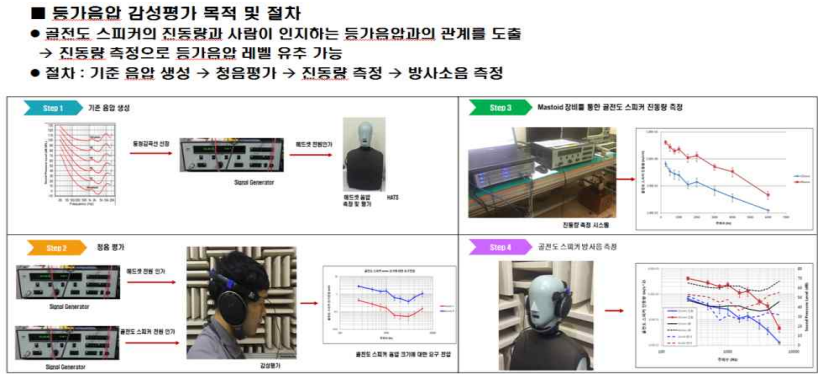 ■ 등가음압 감성평가 목적 및 절차
● 골전도 스피커의 진동량과 사람이 인지하는 등가음압과의 관계를 도출
→ 진동량 측정으로 등가음압 레벨 유추 가능
● 절차 : 기준 음압 생성 → 청음평가 → 진동량 측정 → 방사소음 측정
Step 1 기준 음압 생성
등청감곡선 선정
헤드셋 전원인가
Signal Generator
헤드셋 음압
측정 및 평가
HATS
Step 3 Mastoid 장비를 통한 골전도 스피커 진동량 측정
진동량 측정 시스템
Step 2 청음 평가
헤드셋 전원 인가
Signal Generator
골전도 스피커 전원 인가
Signal Generator
감성평가
골전도 스피커 음압 크기에 대한 요구 전압
Step 4 골전도 스피커 방사음 측정